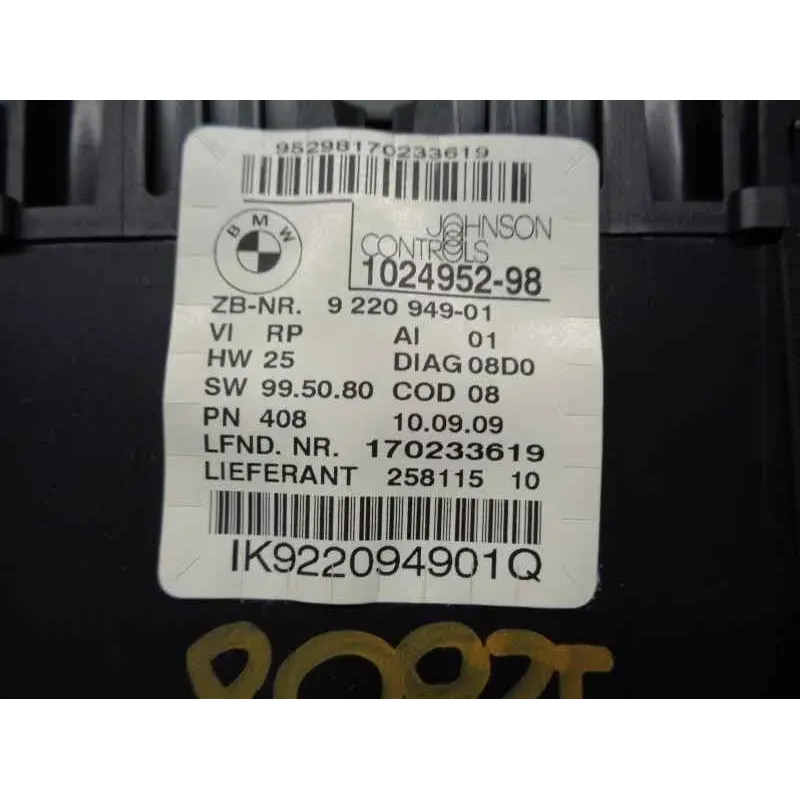 95298170233619
BMW
JOHNSON
CONTROLS
1024952-98
ZB-NR. 9 220 949-01
VI RP AI 01
HW 25 DIAG 08D0
SW 99.50.80 COD 08
PN 408 10.09.09
LFND. NR. 170233619
LIEFERANT 258115 10
IK922094901Q